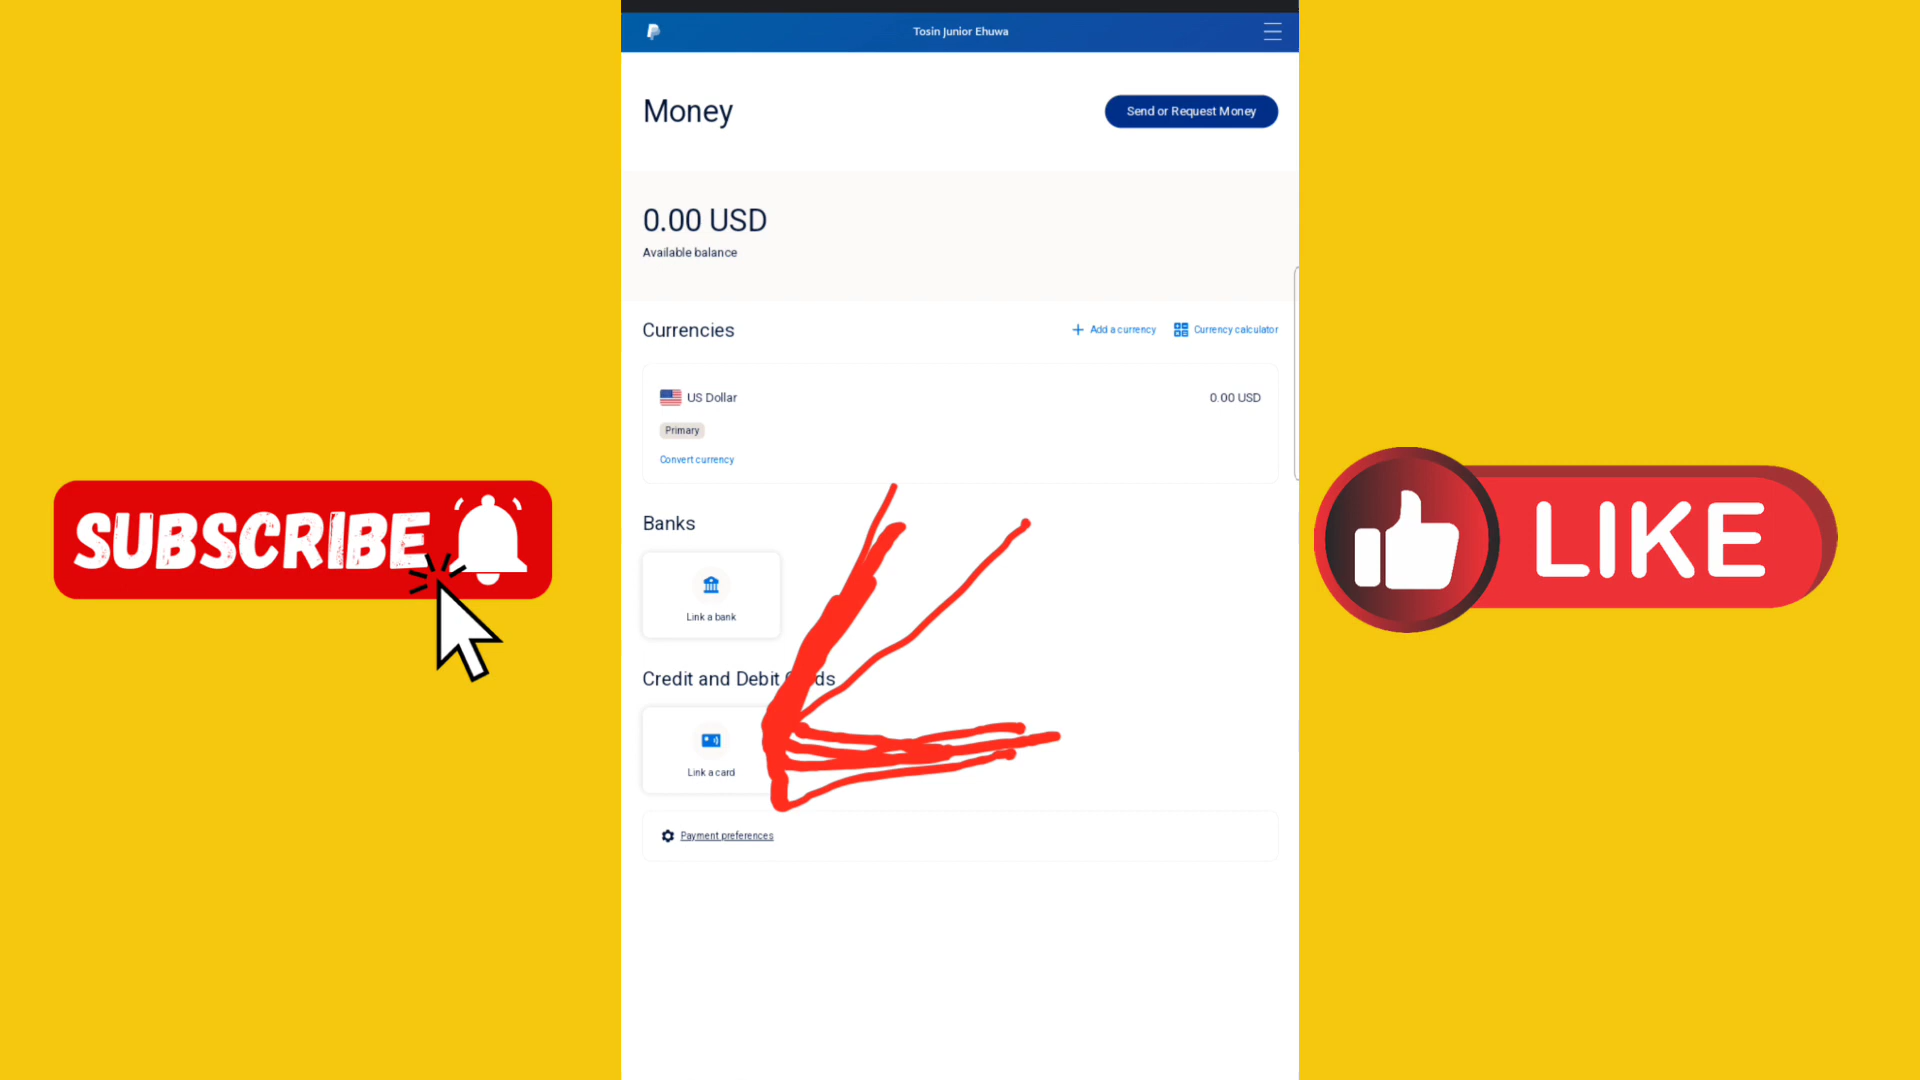 Tosin Junior Ehuwa
Money
Send or Request Money
0.00 USD
Available balance
Currencies
Add a currency
Currency calculator
US Dollar
0.00 USD
Primary
Convert currency
SUBSCRIBE
LIKE
Banks
Link a bank
Credit and Debit
Link a card
Payment preferences